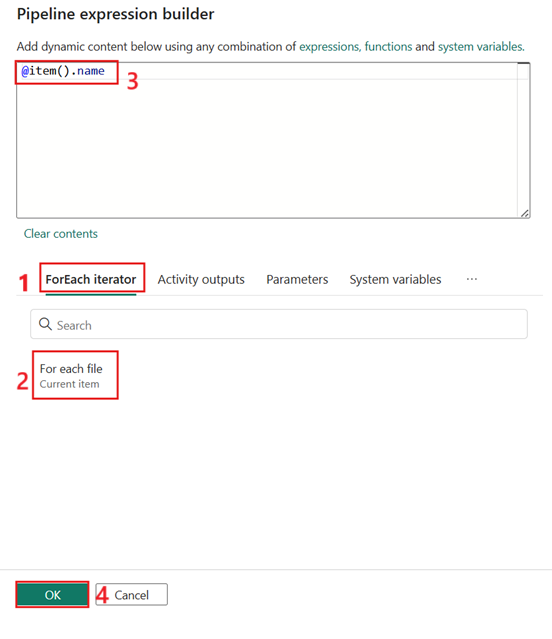 Pipeline expression builder
Add dynamic content below using any combination of expressions, functions and system variables.
@item().name
3
Clear contents
1
ForEach iterator Activity outputs Parameters System variables ...
Search
2
For each file
Current item
OK 4 Cancel